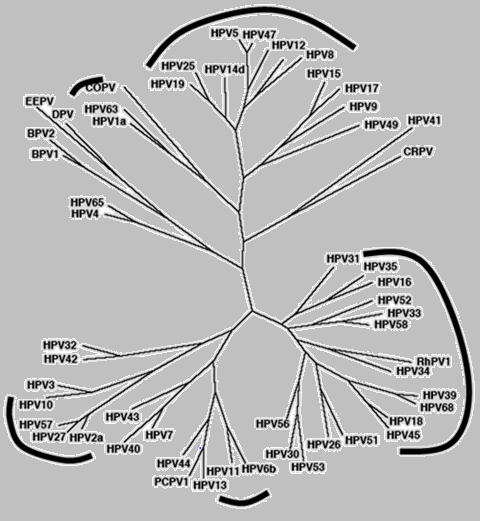 HPV5 HPV47
HPV12
HPV8
HPV25
HPV14d
HPV19
HPV15
HPV17
HPV9
HPV49
HPV41
CRPV
COPV
EEPV
HPV63
DPV
HPV1a
BPV2
BPV1
HPV65
HPV4
HPV31
HPV35
HPV16
HPV52
HPV33
HPV58
RhPV1
HPV34
HPV39
HPV68
HPV18
HPV45
HPV51
HPV26
HPV56
HPV30
HPV53
HPV32
HPV42
HPV3
HPV10
HPV57
HPV27 HPV2a
HPV43
HPV7
HPV40
HPV44
HPV11 HPV6b
PCPV1 HPV13